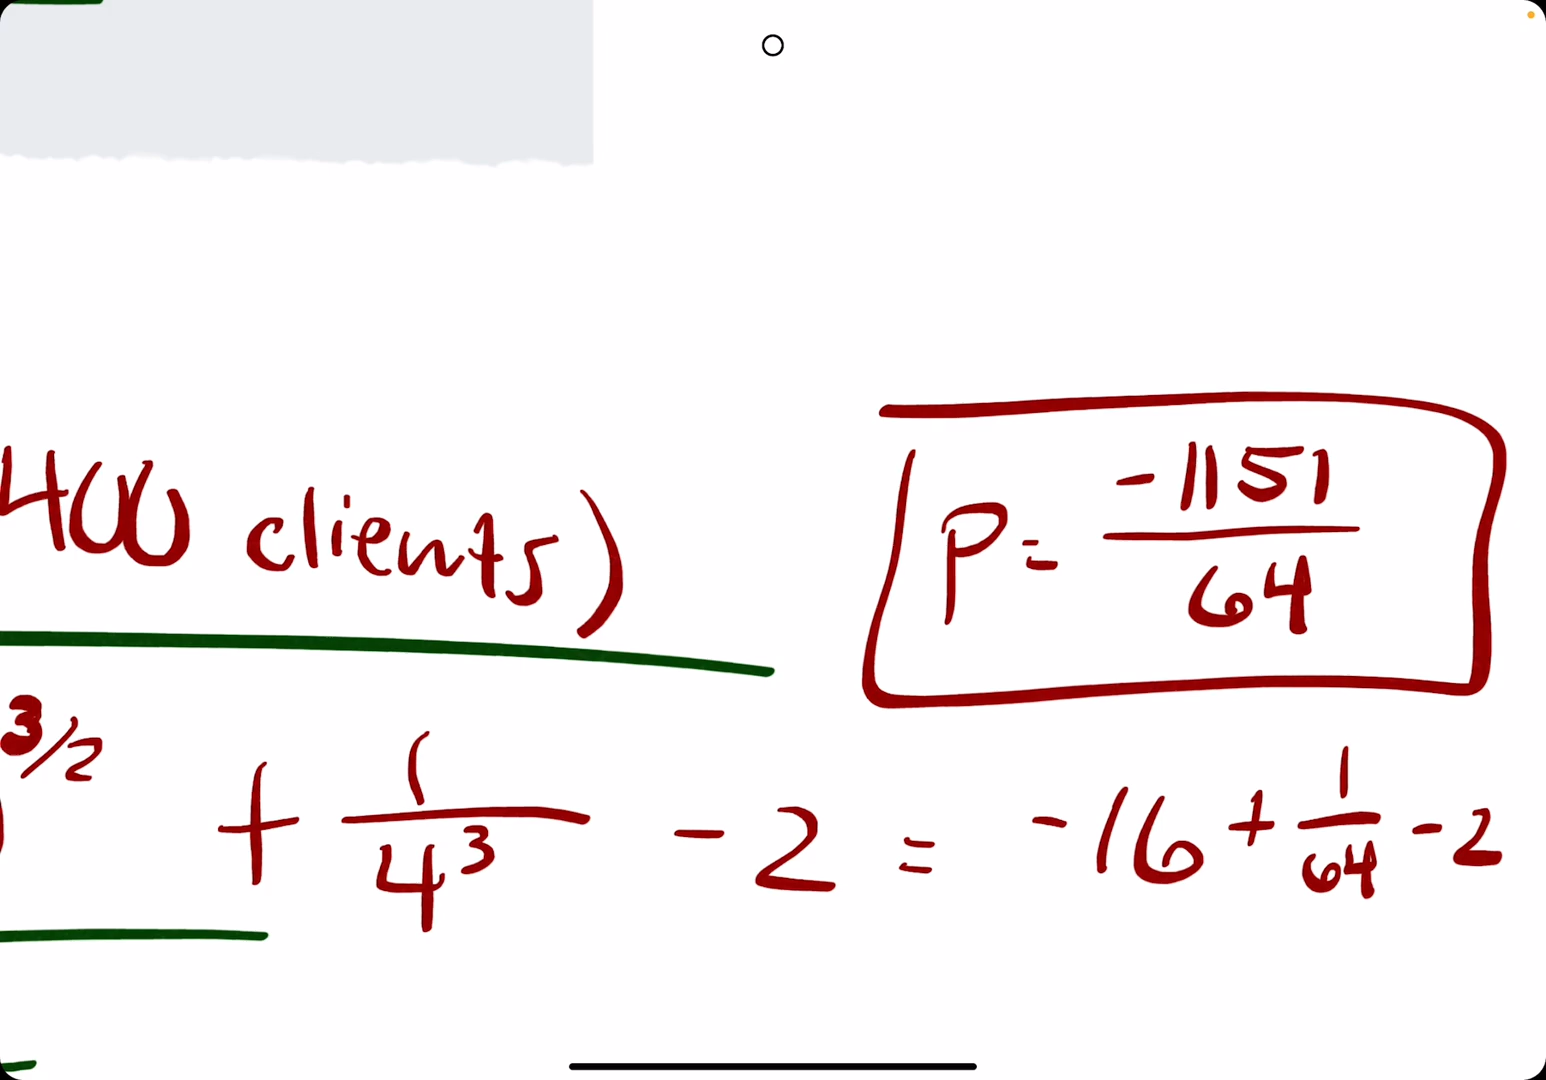 400 clients)
P = -1151/64
3/2 + 1/4³ - 2 = -16 + 1/64 - 2